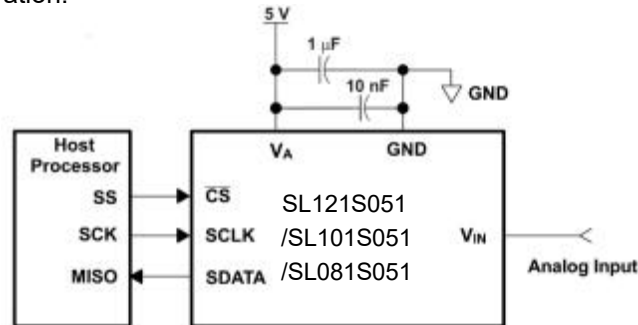 ation.
5 V
1 µF
10 nF
GND
Host
Processor
VA
GND
SS
CS
SL121S051
SCK
SCLK
/SL101S051
VIN
MISO
SDATA
/SL081S051
Analog Input